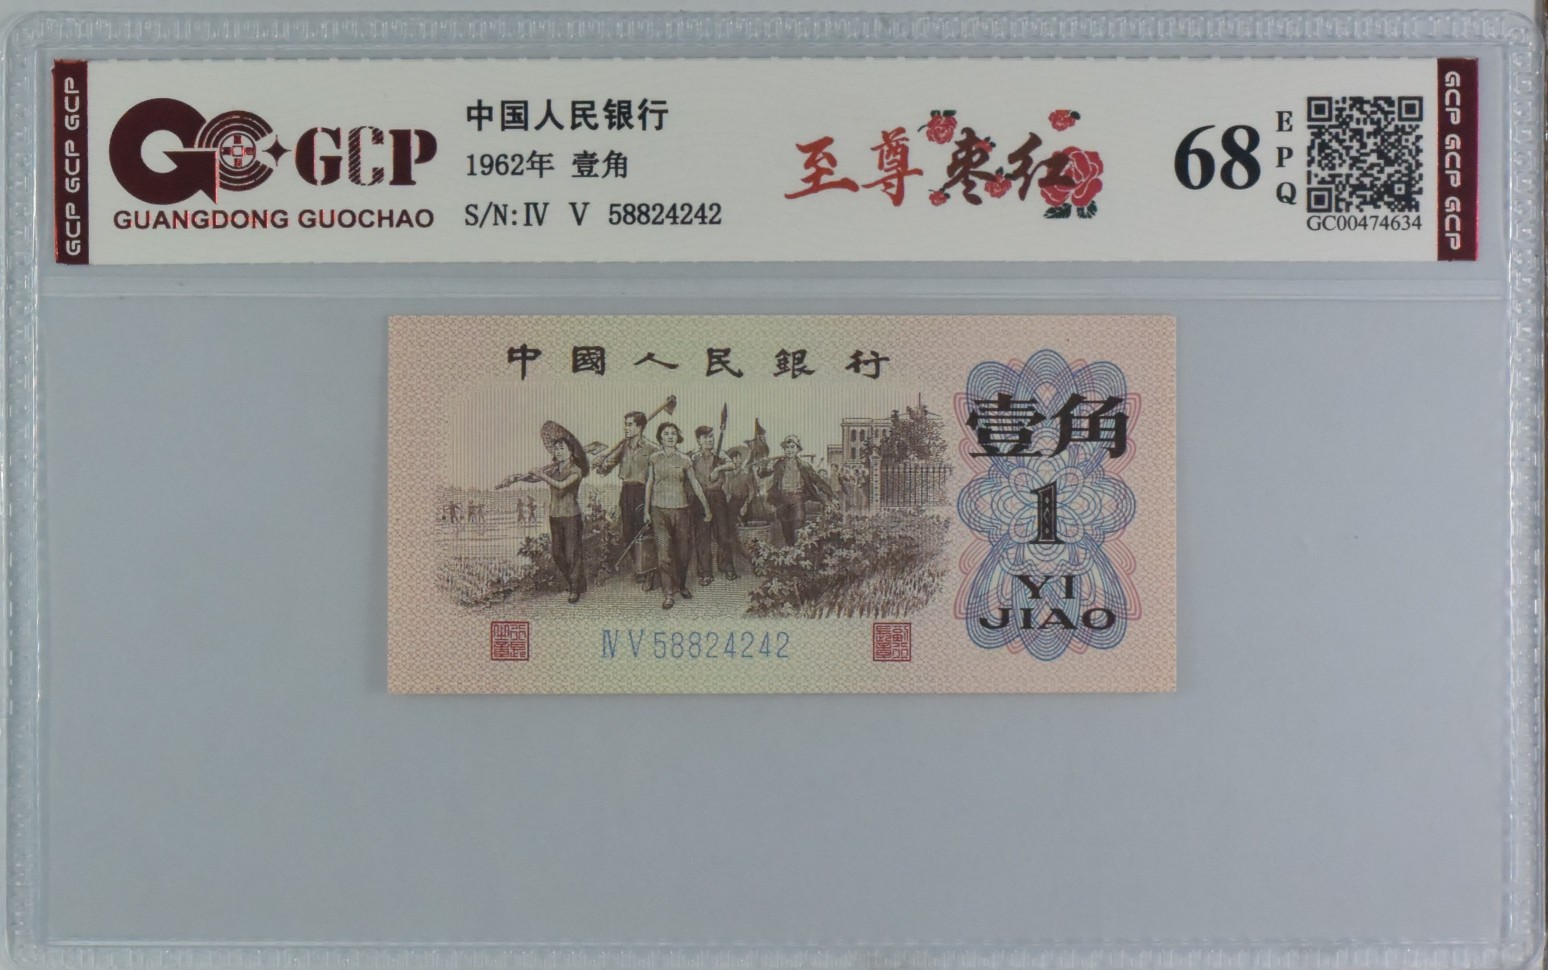 GCP GCP GCP
GCP
GUANGDONG GUOCHAO
中国人民银行
1962年 壹角
S/N:Ⅳ Ⅴ 58824242
至尊枣红
68
EPQ
GC00474634
GCP GCP GCP
中國人民銀行
壹角
1
YI
JIAO
Ⅳ Ⅴ 58824242